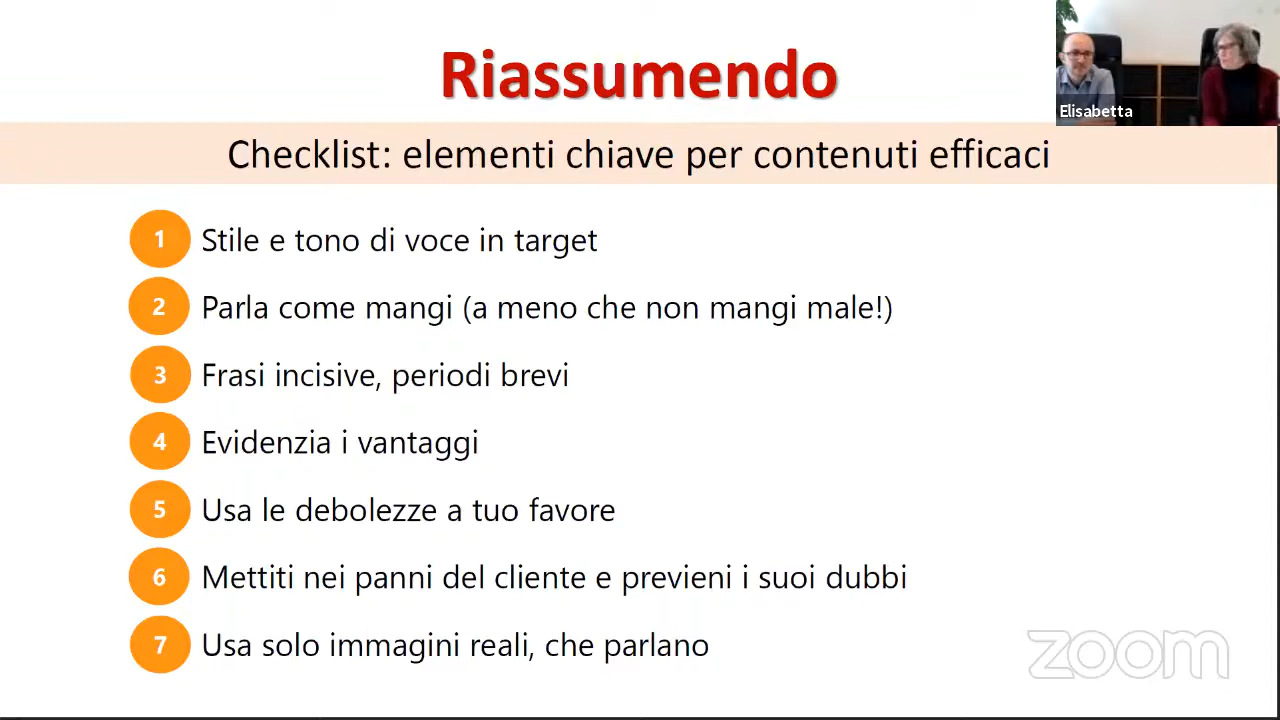 Riassumendo
Elisabetta
Checklist: elementi chiave per contenuti efficaci
1 Stile e tono di voce in target
2 Parla come mangi (a meno che non mangi male!)
3 Frasi incisive, periodi brevi
4 Evidenzia i vantaggi
5 Usa le debolezze a tuo favore
6 Mettiti nei panni del cliente e previeni i suoi dubbi
7 Usa solo immagini reali, che parlano
zoom